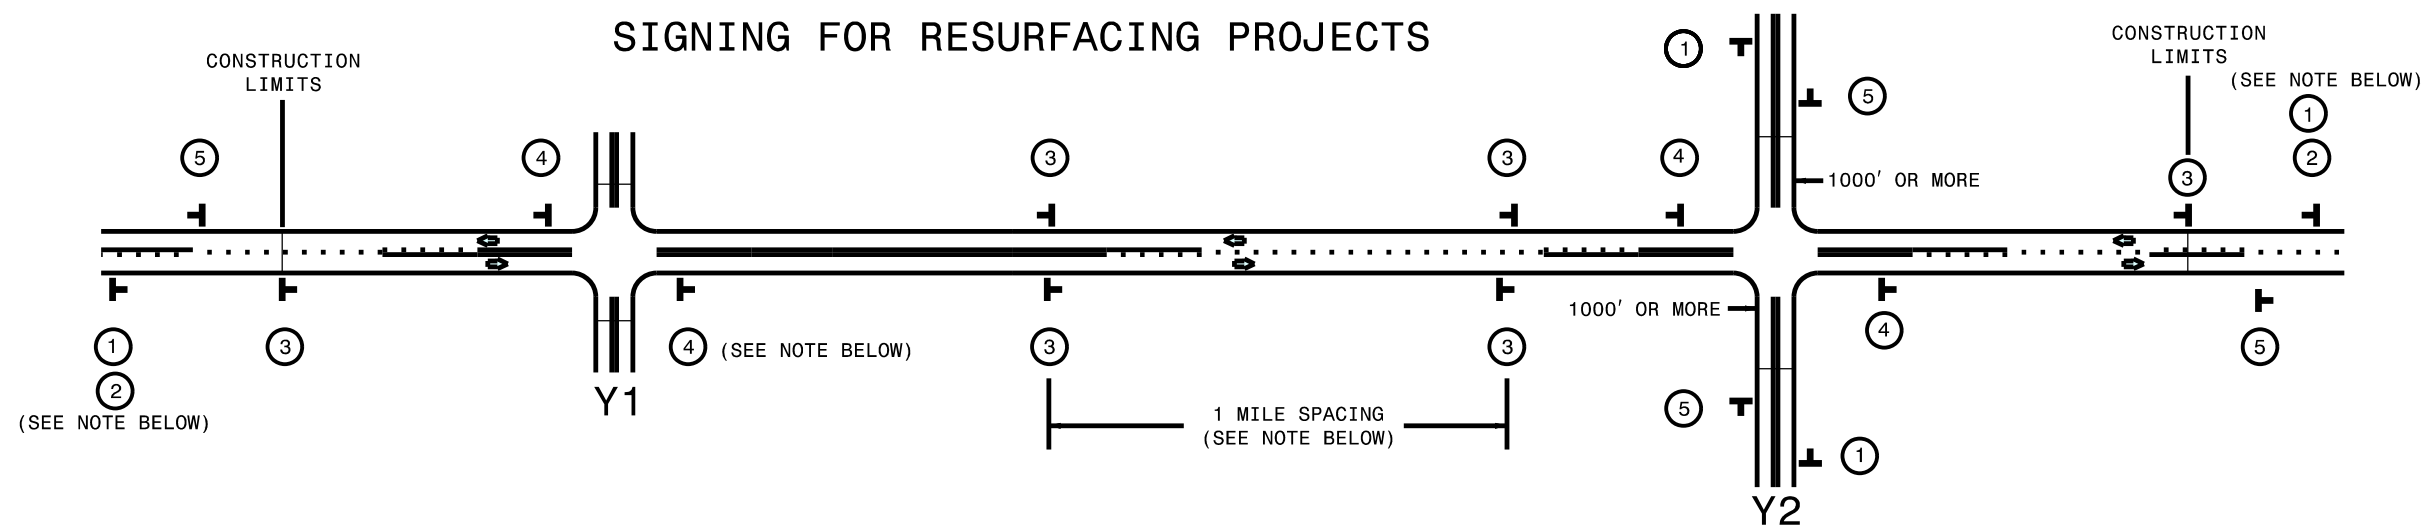 SIGNING FOR RESURFACING PROJECTS
CONSTRUCTION
LIMITS
CONSTRUCTION
LIMITS
(SEE NOTE BELOW)
1
5
1
5
4
3
3
4
2
3
1000' OR MORE
1000' OR MORE
1
3
4
(SEE NOTE BELOW)
3
3
4
5
2
(SEE NOTE BELOW)
Y1
1 MILE SPACING
(SEE NOTE BELOW)
5
1
Y2